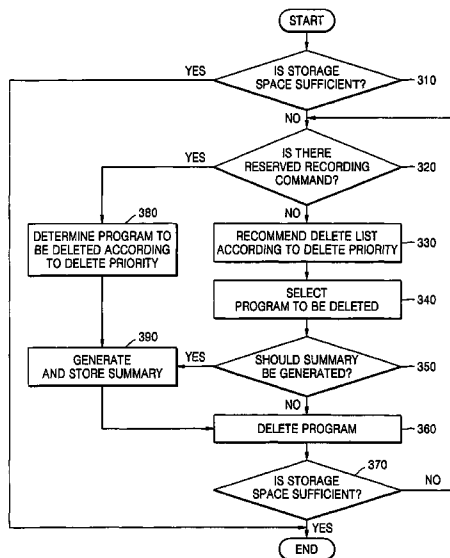 START
YES
IS STORAGE
SPACE SUFFICIENT?
310
NO
YES
IS THERE
RESERVED RECORDING
COMMAND?
320
380
NO
DETERMINE PROGRAM TO
BE DELETED ACCORDING
TO DELETE PRIORITY
RECOMMEND DELETE LIST
ACCORDING TO DELETE PRIORITY
330
SELECT
PROGRAM TO BE DELETED
340
390
GENERATE
AND STORE SUMMARY
YES
SHOULD SUMMARY
BE GENERATED?
350
NO
DELETE PROGRAM
360
370
IS STORAGE
SPACE SUFFICIENT?
NO
YES
END